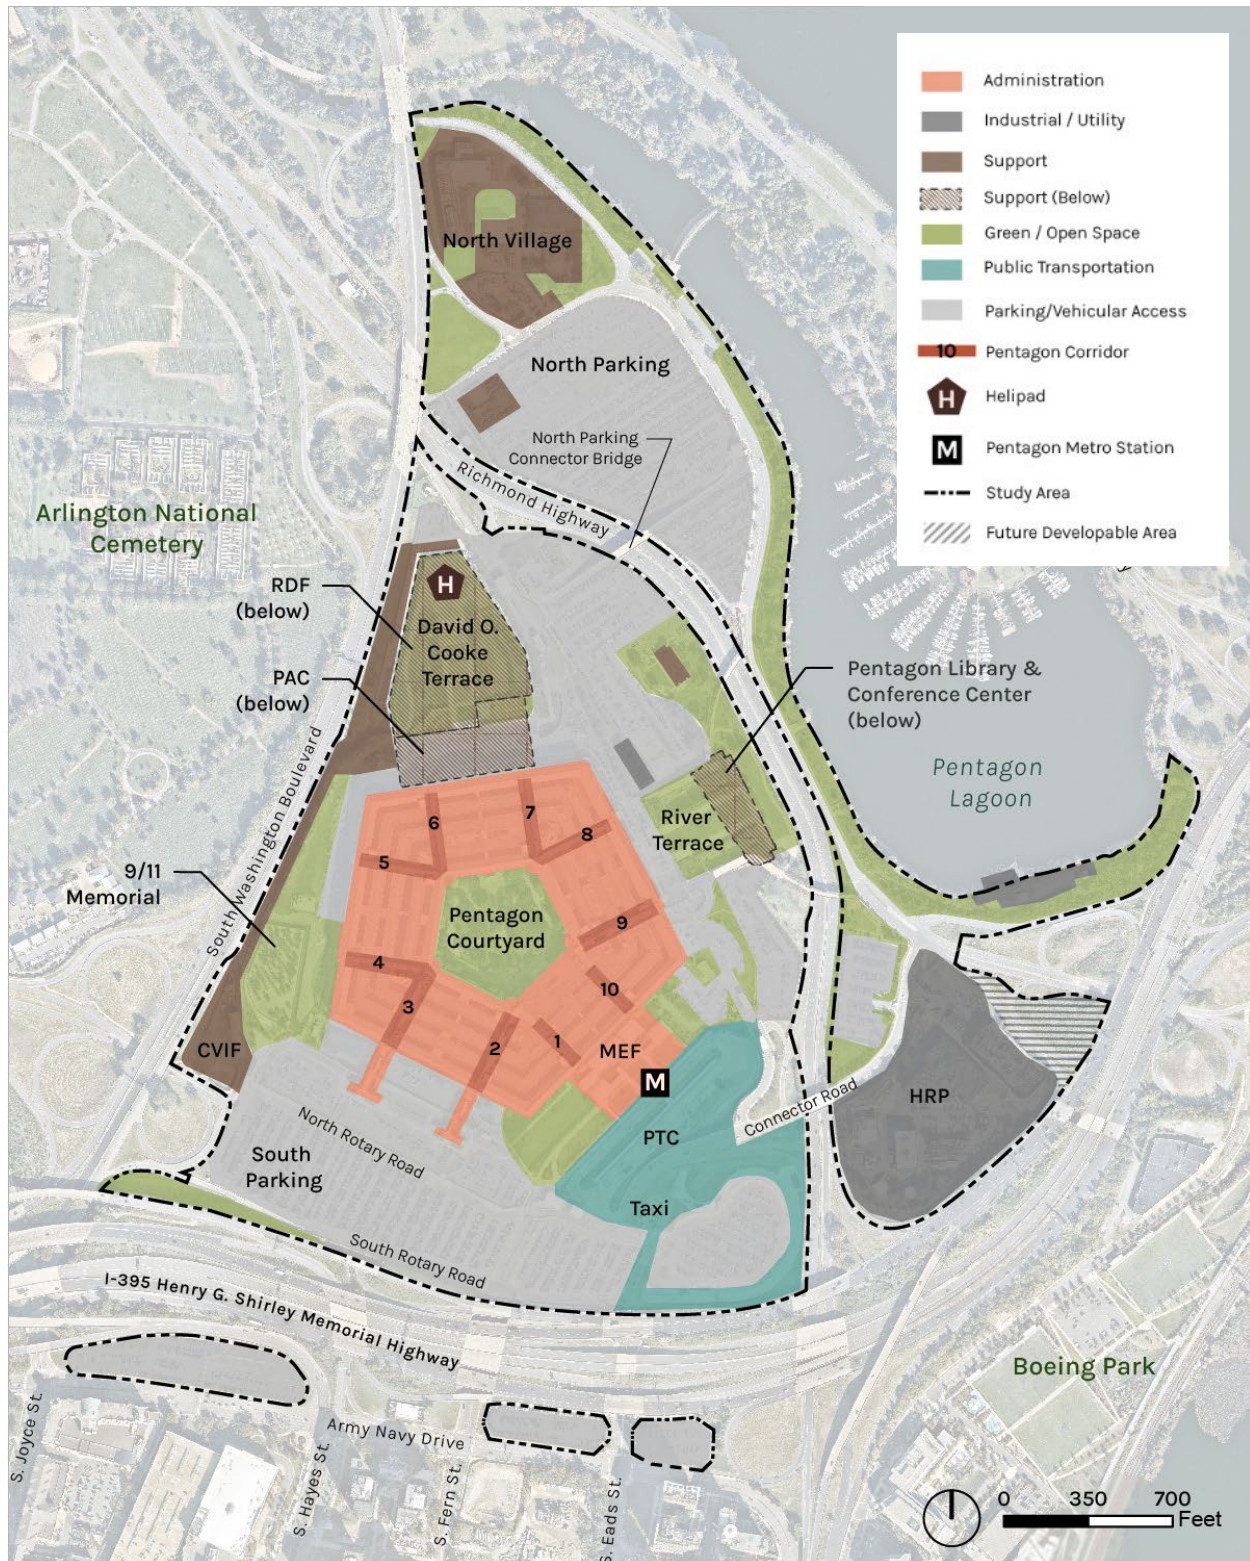 Administration
Industrial / Utility
Support
Support (Below)
Green / Open Space
Public Transportation
Parking/Vehicular Access
10 Pentagon Corridor
H Helipad
M Pentagon Metro Station
Study Area
Future Developable Area
North Village
North Parking
North Parking
Connector Bridge
Richmond Highway
Arlington National
Cemetery
RDF
(below)
H
David O.
Cooke
Terrace
PAC
(below)
Pentagon Library &
Conference Center
(below)
Pentagon
Lagoon
South Washington Boulevard
River
Terrace
9/11
Memorial
6
7
8
5
Pentagon
Courtyard
9
4
3
10
2
1
MEF
M
CVIF
PTC
Connector Road
HRP
North Rotary Road
South
Parking
Taxi
South Rotary Road
I-395 Henry G. Shirley Memorial Highway
Boeing Park
Army Navy Drive
S. Joyce St.
S. Hayes St.
S. Fern St.
S. Eads St.
0 350 700
Feet